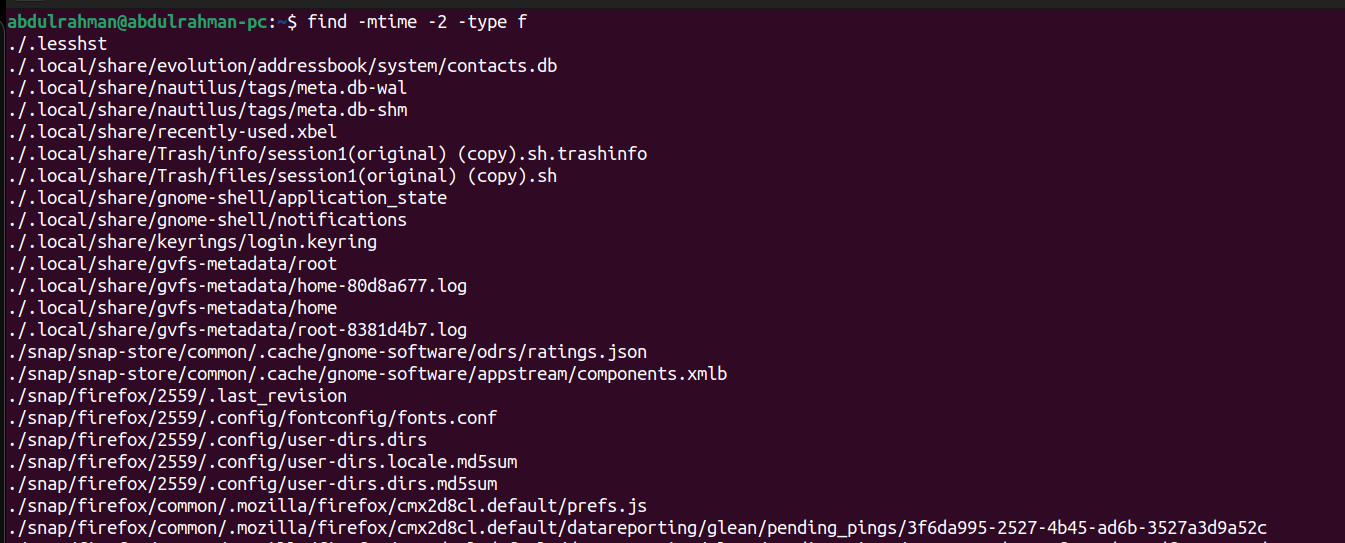 abdulrahman@abdulrahman-pc:~$ find -mtime -2 -type f
./.lesshst
./.local/share/evolution/addressbook/system/contacts.db
./.local/share/nautilus/tags/meta.db-wal
./.local/share/nautilus/tags/meta.db-shm
./.local/share/recently-used.xbel
./.local/share/Trash/info/session1(original) (copy).sh.trashinfo
./.local/share/Trash/files/session1(original) (copy).sh
./.local/share/gnome-shell/application_state
./.local/share/gnome-shell/notifications
./.local/share/keyrings/login.keyring
./.local/share/gvfs-metadata/root
./.local/share/gvfs-metadata/home-80d8a677.log
./.local/share/gvfs-metadata/home
./.local/share/gvfs-metadata/root-8381d4b7.log
./snap/snap-store/common/.cache/gnome-software/odrs/ratings.json
./snap/snap-store/common/.cache/gnome-software/appstream/components.xmlb
./snap/firefox/2559/.last_revision
./snap/firefox/2559/.config/fontconfig/fonts.conf
./snap/firefox/2559/.config/user-dirs.dirs
./snap/firefox/2559/.config/user-dirs.locale.md5sum
./snap/firefox/2559/.config/user-dirs.dirs.md5sum
./snap/firefox/common/.mozilla/firefox/cmx2d8cl.default/prefs.js
./snap/firefox/common/.mozilla/firefox/cmx2d8cl.default/datareporting/glean/pending_pings/3f6da995-2527-4b45-ad6b-3527a3d9a52c